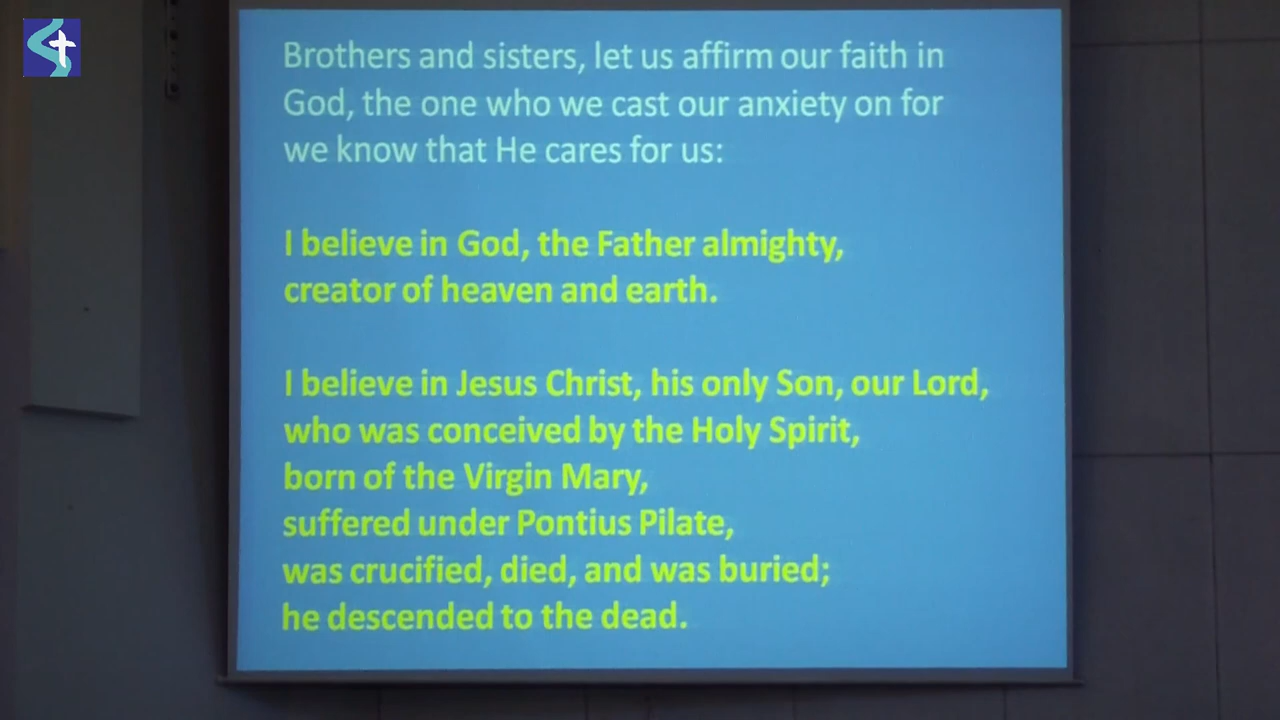 Brothers and sisters, let us affirm our faith in
God, the one who we cast our anxiety on for
we know that He cares for us:
I believe in God, the Father almighty,
creator of heaven and earth.
I believe in Jesus Christ, his only Son, our Lord,
who was conceived by the Holy Spirit,
born of the Virgin Mary,
suffered under Pontius Pilate,
was crucified, died, and was buried;
he descended to the dead.